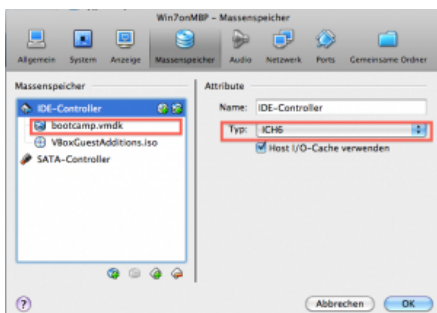 Win7onMBP – Massenspeicher
Allgemein System Anzeige Massenspeicher Audio Netzwerk Ports Gemeinsame Ordner
Massenspeicher
Attribute
IDE-Controller
Name: IDE-Controller
bootcamp.vmdk
Typ: ICH6
VBoxGuestAdditions.iso
Host I/O-Cache verwenden
SATA-Controller
?
Abbrechen OK